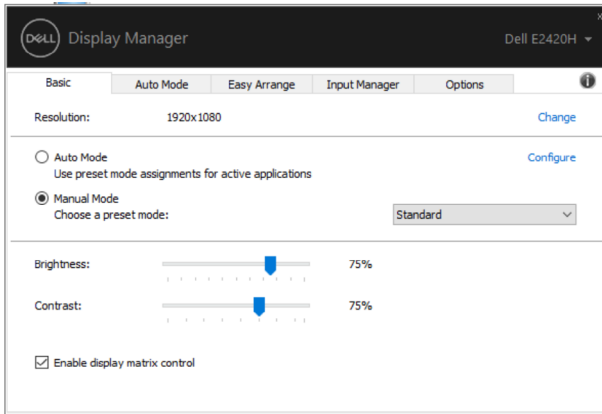 DELL Display Manager
Dell E2420H
Basic Auto Mode Easy Arrange Input Manager Options
Resolution: 1920x1080 Change
Auto Mode Configure
Use preset mode assignments for active applications
Manual Mode
Choose a preset mode: Standard
Brightness: 75%
Contrast: 75%
Enable display matrix control